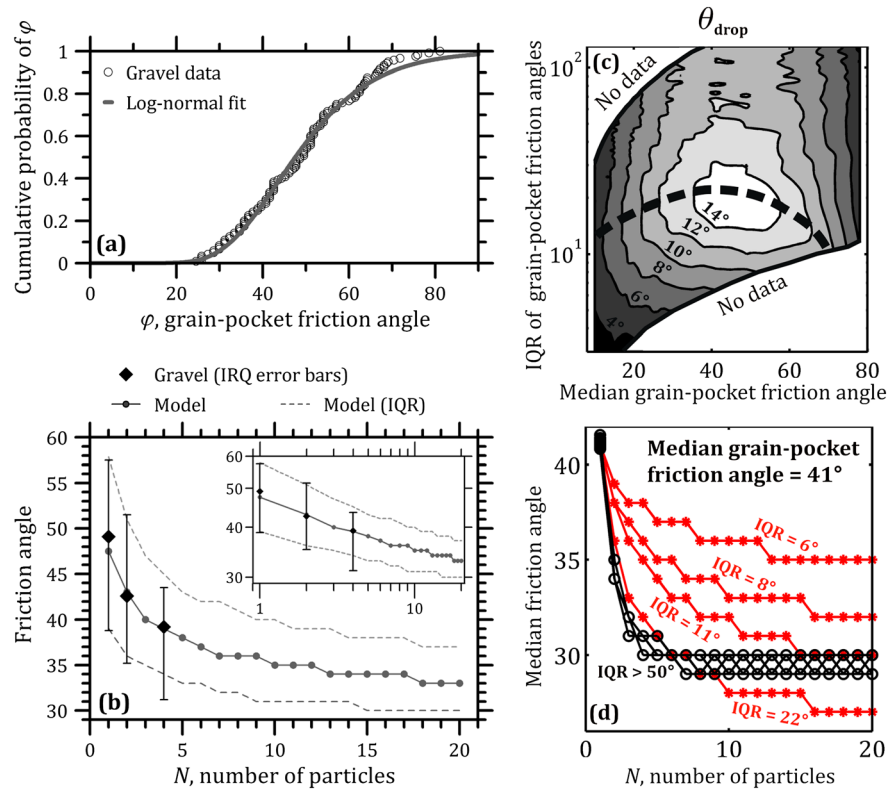 Cumulative probability of φ
1
0.8
0.6
0.4
0.2
0
Gravel data
Log-normal fit
(a)
0 20 40 60 80
φ, grain-pocket friction angle
θdrop
IQR of grain-pocket friction angles
10²
10¹
(c)
No data
14°
12°
10°
8°
6°
4°
No data
20 40 60 80
Median grain-pocket friction angle
Gravel (IRQ error bars)
Model
Model (IQR)
Friction angle
60
55
50
45
40
35
30
60
50
40
30
1 10
(b)
0 5 10 15 20
N, number of particles
Median friction angle
40
35
30
Median grain-pocket
friction angle = 41°
IQR = 6°
IQR = 8°
IQR = 11°
IQR > 50°
IQR = 22°
(d)
0 10 20
N, number of particles